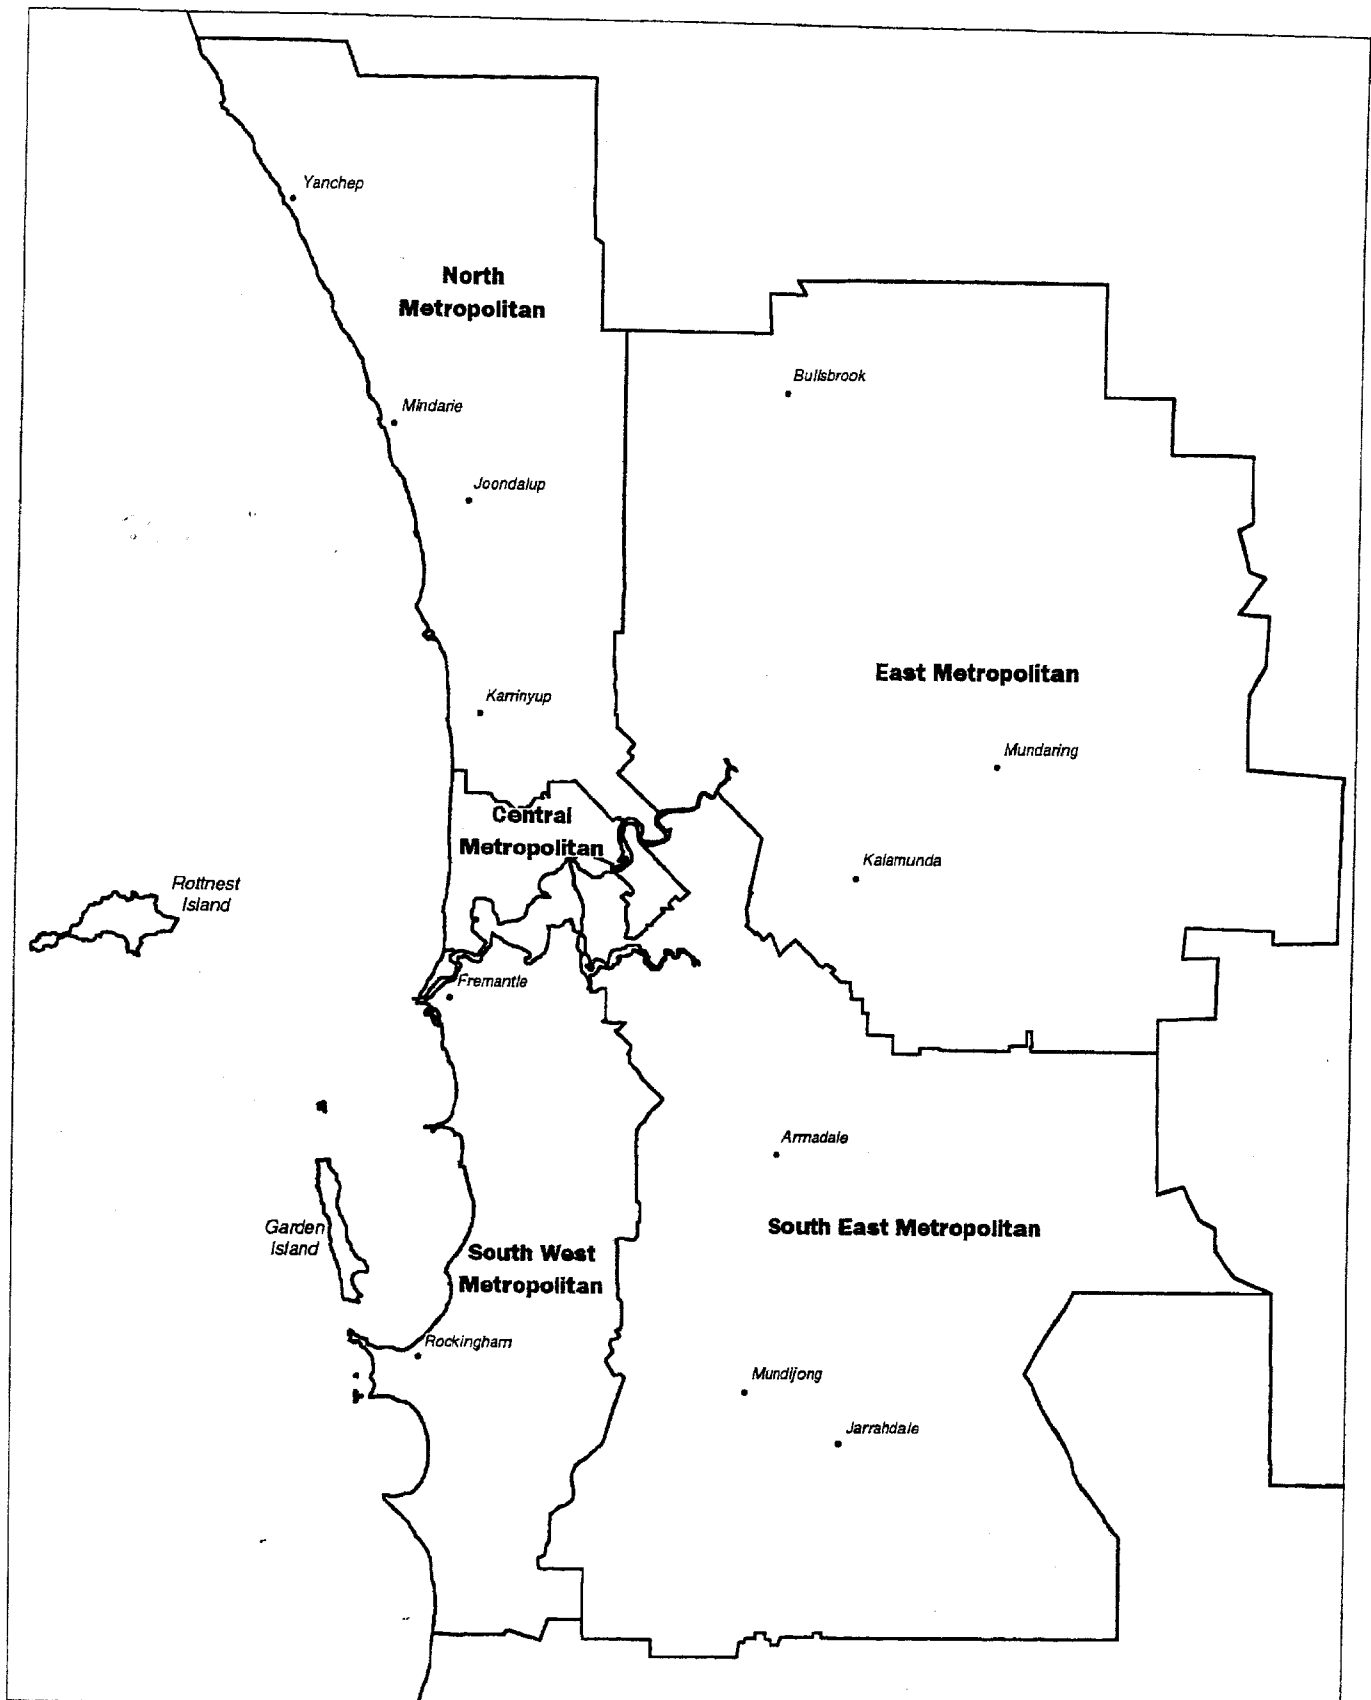 Yanchep
North
Metropolitan
Bullsbrook
Mindarie
Joondalup
East Metropolitan
Karrinyup
Mundaring
Central
Metropolitan
Kalamunda
Rottnest
Island
Fremantle
Armadale
South East Metropolitan
Garden
Island
South West
Metropolitan
Rockingham
Mundijong
Jarrahdale